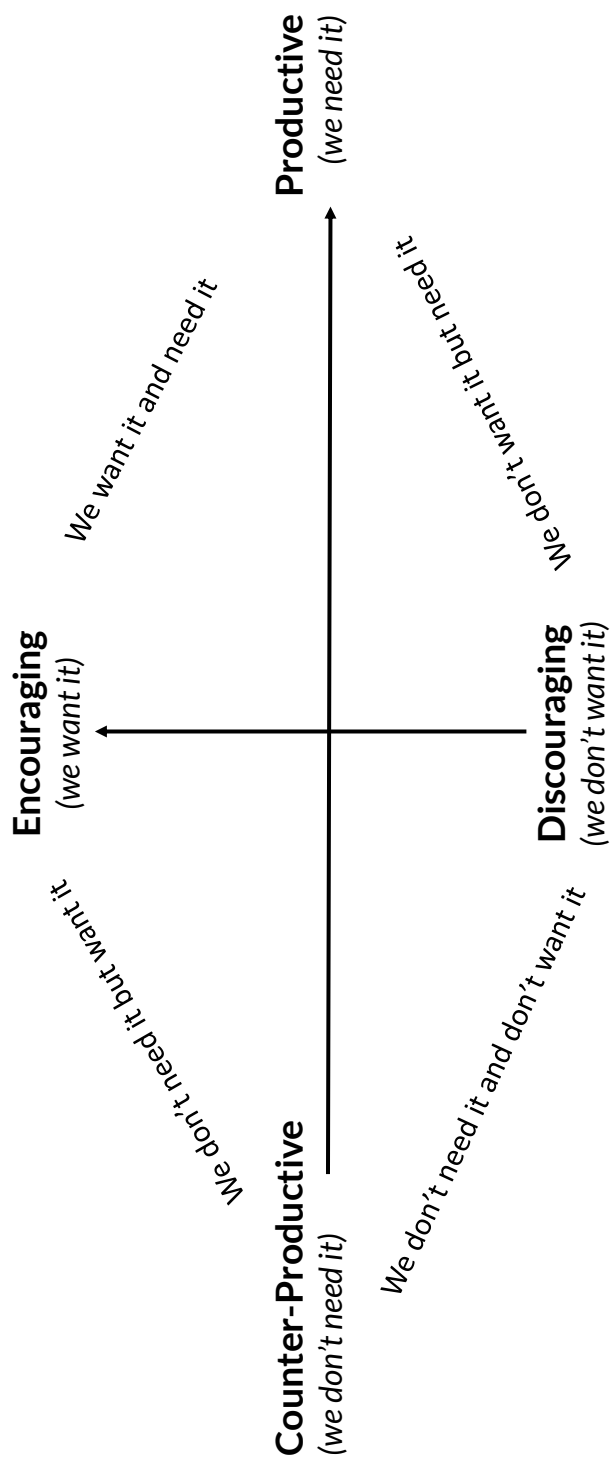 Encouraging
(we want it)
We don't need it but want it
We want it and need it
Counter-Productive
(we don't need it)
Productive
(we need it)
We don't need it and don't want it
We don't want it but need it
Discouraging
(we don't want it)